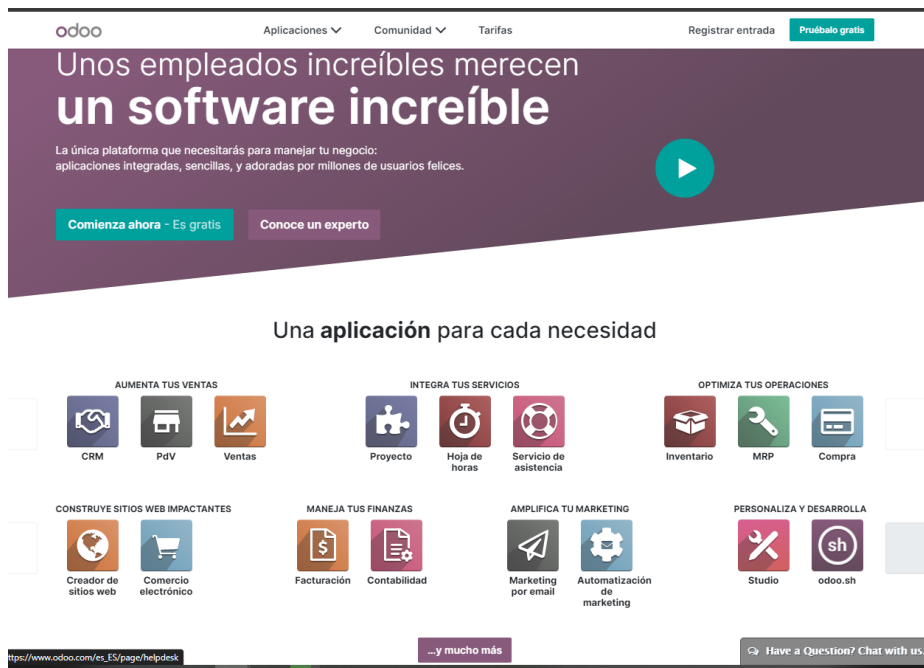 odoo
Aplicaciones
Comunidad
Tarifas
Registrar entrada
Pruébalo gratis
Unos empleados increíbles merecen
un software increíble
La única plataforma que necesitarás para manejar tu negocio:
aplicaciones integradas, sencillas, y adoradas por millones de usuarios felices.
Comienza ahora - Es gratis
Conoce un experto
Una aplicación para cada necesidad
AUMENTA TUS VENTAS
CRM
PdV
Ventas
INTEGRA TUS SERVICIOS
Proyecto
Hoja de
horas
Servicio de
asistencia
OPTIMIZA TUS OPERACIONES
Inventario
MRP
Compra
CONSTRUYE SITIOS WEB IMPACTANTES
Creador de
sitios web
Comercio
electrónico
MANEJA TUS FINANZAS
$
Facturación
Contabilidad
AMPLIFICA TU MARKETING
Marketing
por email
Automatización
de
marketing
PERSONALIZA Y DESARROLLA
Studio
sh
odoo.sh
...y mucho más
ttps://www.odoo.com/es_ES/page/helpdesk
Have a Question? Chat with us